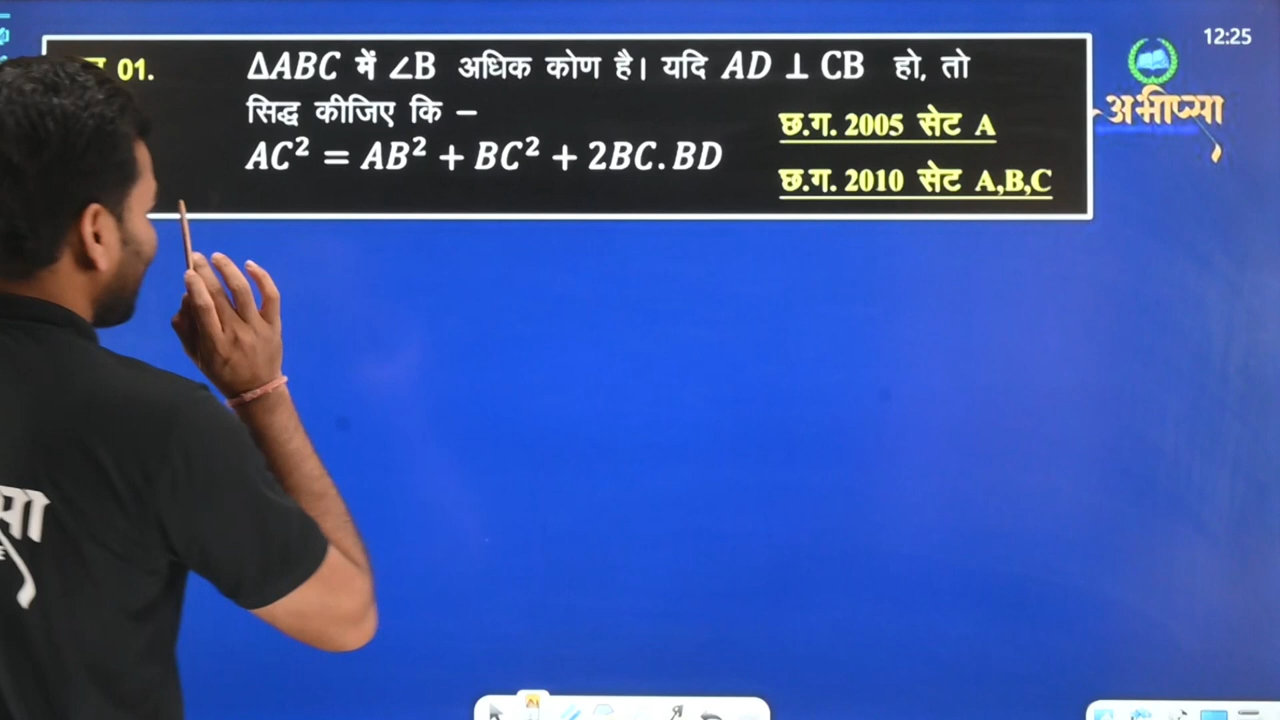 01.
ΔABC में ∠B अधिक कोण है। यदि AD ⊥ CB हो, तो
सिद्ध कीजिए कि –
AC² = AB² + BC² + 2BC.BD
छ.ग. 2005 सेट A
छ.ग. 2010 सेट A,B,C
12:25
अभीप्सा